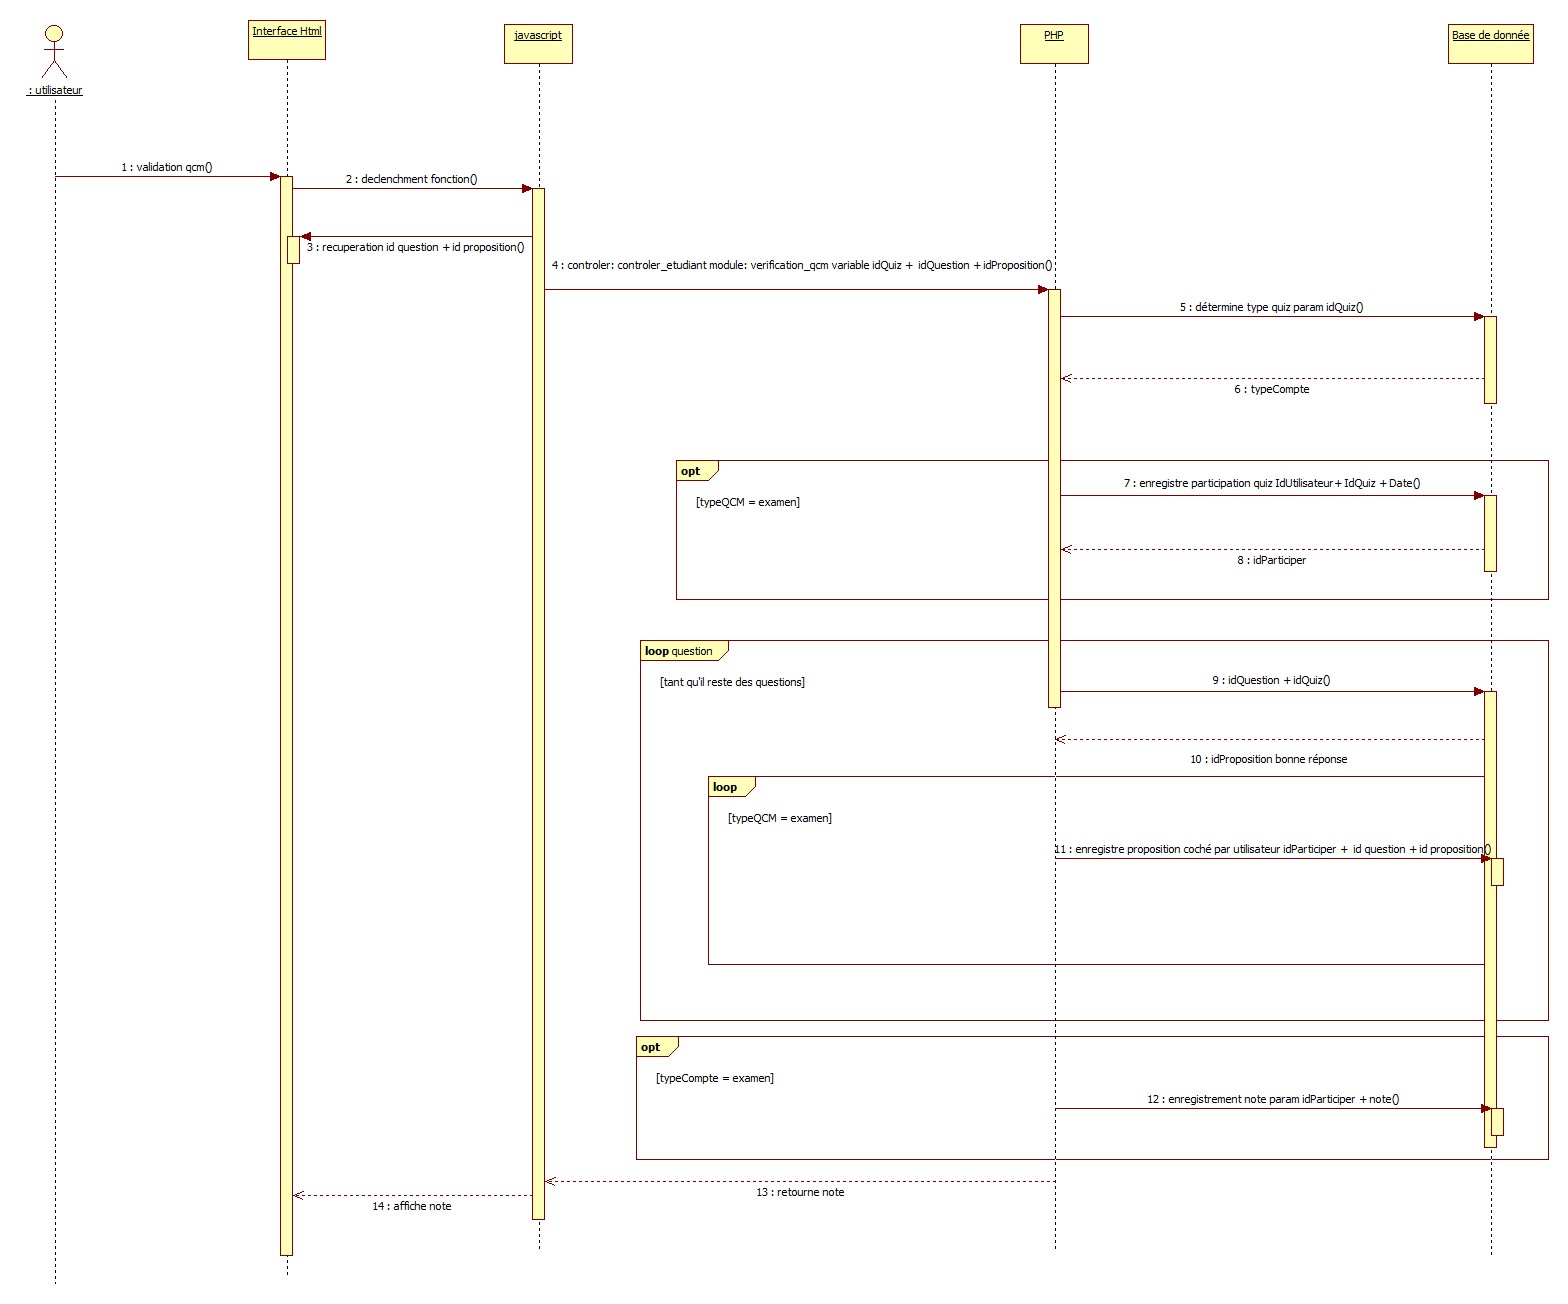 Interface Html
javascript
PHP
Base de donnée
: utilisateur
1 : validation qcm()
2 : declenchment fonction()
3 : recuperation id question + id proposition()
4 : controler: controler_etudiant module: verification_qcm variable idQuiz + idQuestion + idProposition()
5 : détermine type quiz param idQuiz()
6 : typeCompte
opt
[typeQCM = examen]
7 : enregistre participation quiz IdUtilisateur+ IdQuiz + Date()
8 : idParticiper
loop question
[tant qu'il reste des questions]
9 : idQuestion + idQuiz()
10 : idProposition bonne réponse
loop
[typeQCM = examen]
11 : enregistre proposition coché par utilisateur idParticiper + id question + id proposition()
opt
[typeCompte = examen]
12 : enregistrement note param idParticiper + note()
13 : retourne note
14 : affiche note